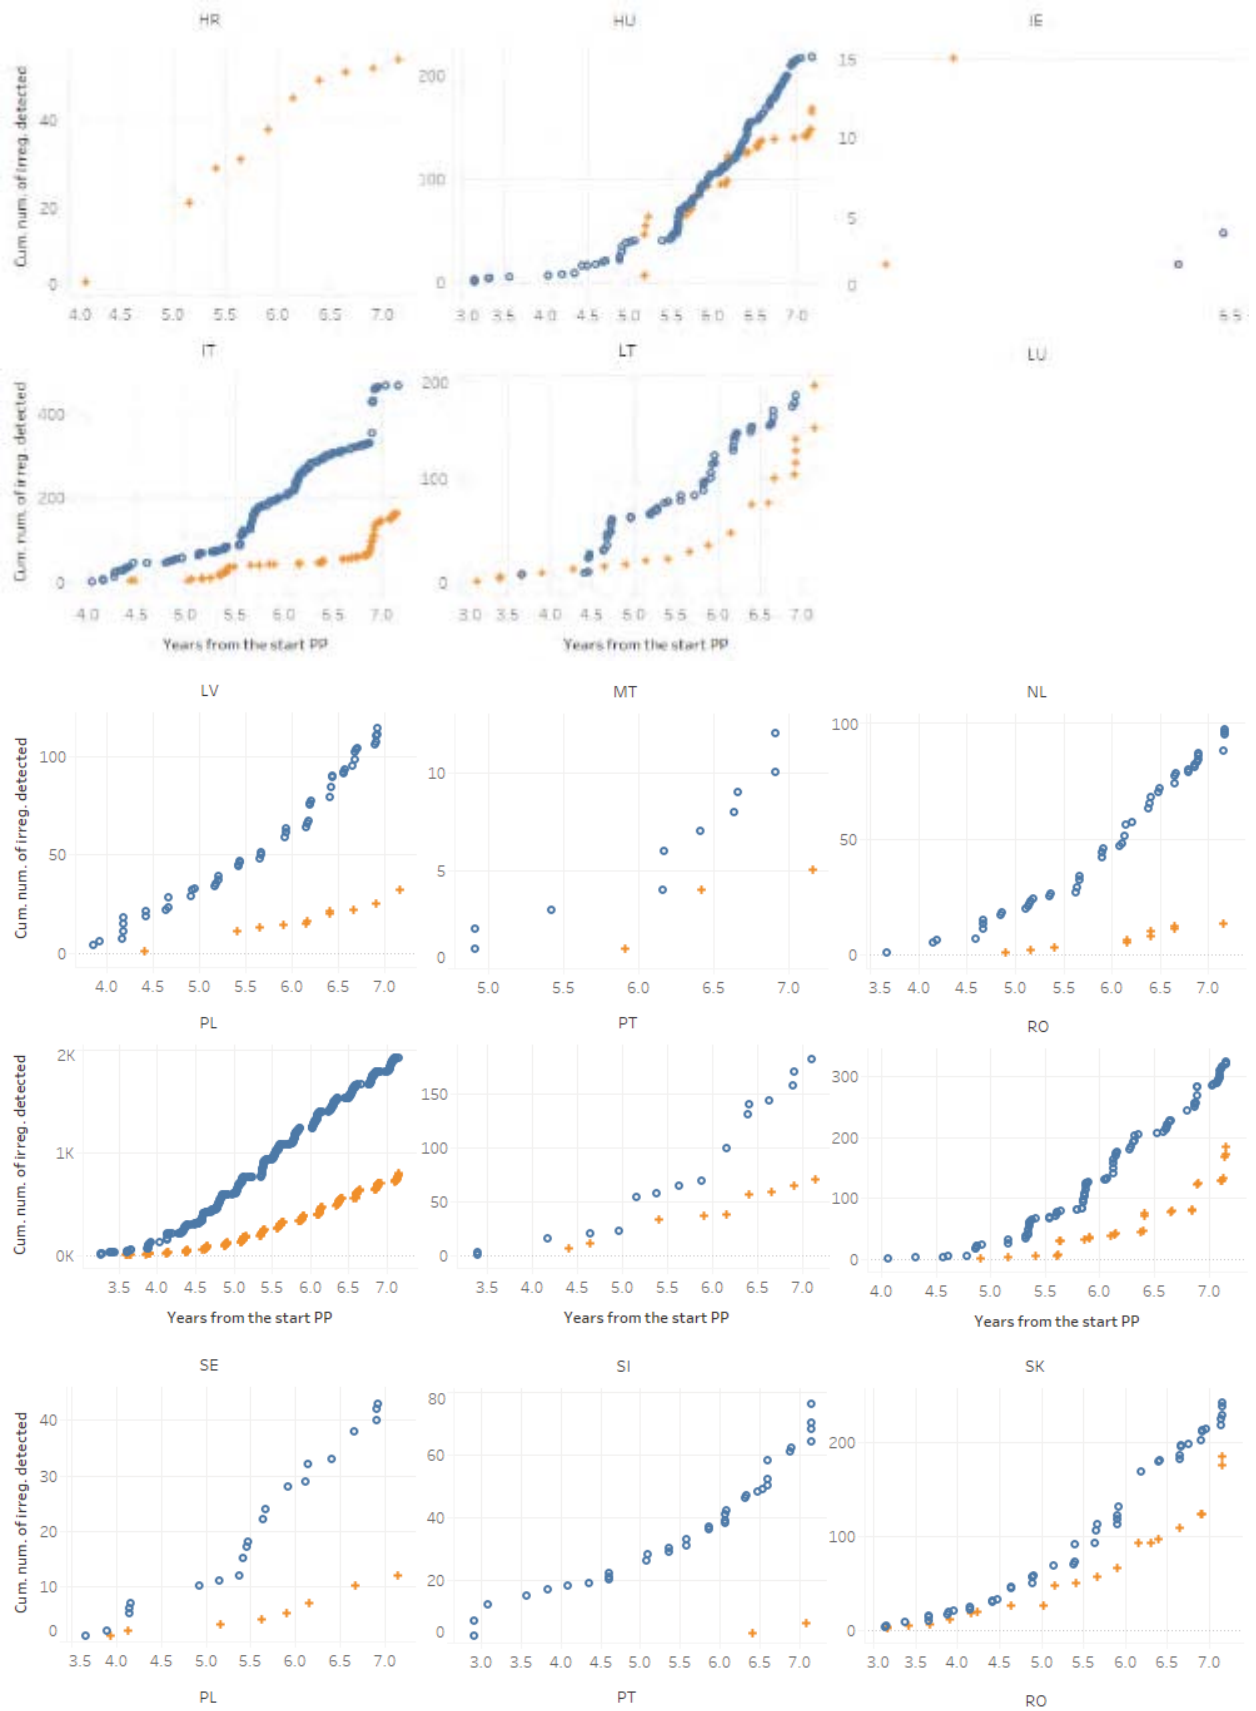 HR HU IE
Cum. num. of irreg. detected
40
20
0
200
100
0
15
10
5
0
4.0 4.5 5.0 5.5 6.0 6.5 7.0
3.0 3.5 4.0 4.5 5.0 5.5 6.0 6.5 7.0
6.5
IT LT LU
Cum. num. of irreg. detected
400
200
0
200
100
0
4.0 4.5 5.0 5.5 6.0 6.5 7.0
3.0 3.5 4.0 4.5 5.0 5.5 6.0 6.5 7.0
Years from the start PP
Years from the start PP
LV MT NL
Cum. num. of irreg. detected
100
50
0
10
5
0
100
50
0
4.0 4.5 5.0 5.5 6.0 6.5 7.0
5.0 5.5 6.0 6.5 7.0
3.5 4.0 4.5 5.0 5.5 6.0 6.5 7.0
PL PT RO
Cum. num. of irreg. detected
2K
1K
0K
150
100
50
0
300
200
100
0
3.5 4.0 4.5 5.0 5.5 6.0 6.5 7.0
3.5 4.0 4.5 5.0 5.5 6.0 6.5 7.0
4.0 4.5 5.0 5.5 6.0 6.5 7.0
Years from the start PP
Years from the start PP
Years from the start PP
SE SI SK
Cum. num. of irreg. detected
40
30
20
10
0
80
60
40
20
0
200
100
0
3.5 4.0 4.5 5.0 5.5 6.0 6.5 7.0
3.0 3.5 4.0 4.5 5.0 5.5 6.0 6.5 7.0
3.0 3.5 4.0 4.5 5.0 5.5 6.0 6.5 7.0
PL PT RO